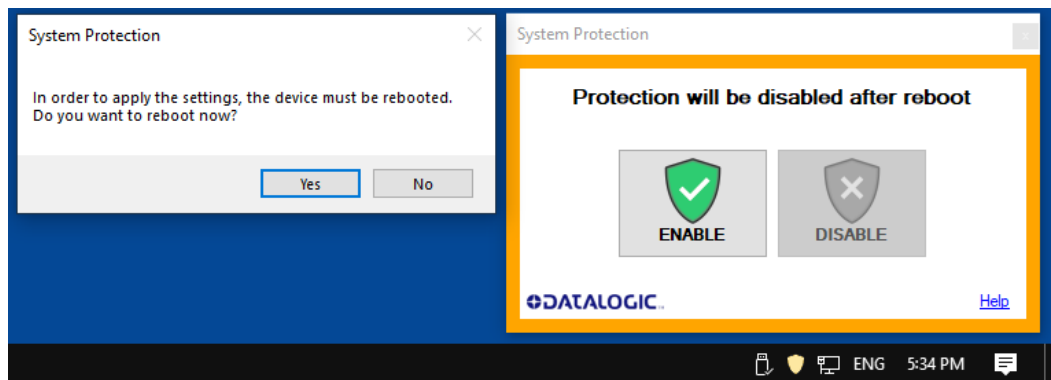 System Protection
In order to apply the settings, the device must be rebooted.
Do you want to reboot now?
Yes
No
System Protection
x
Protection will be disabled after reboot
ENABLE
DISABLE
DATALOGIC
Help
ENG
5:34 PM